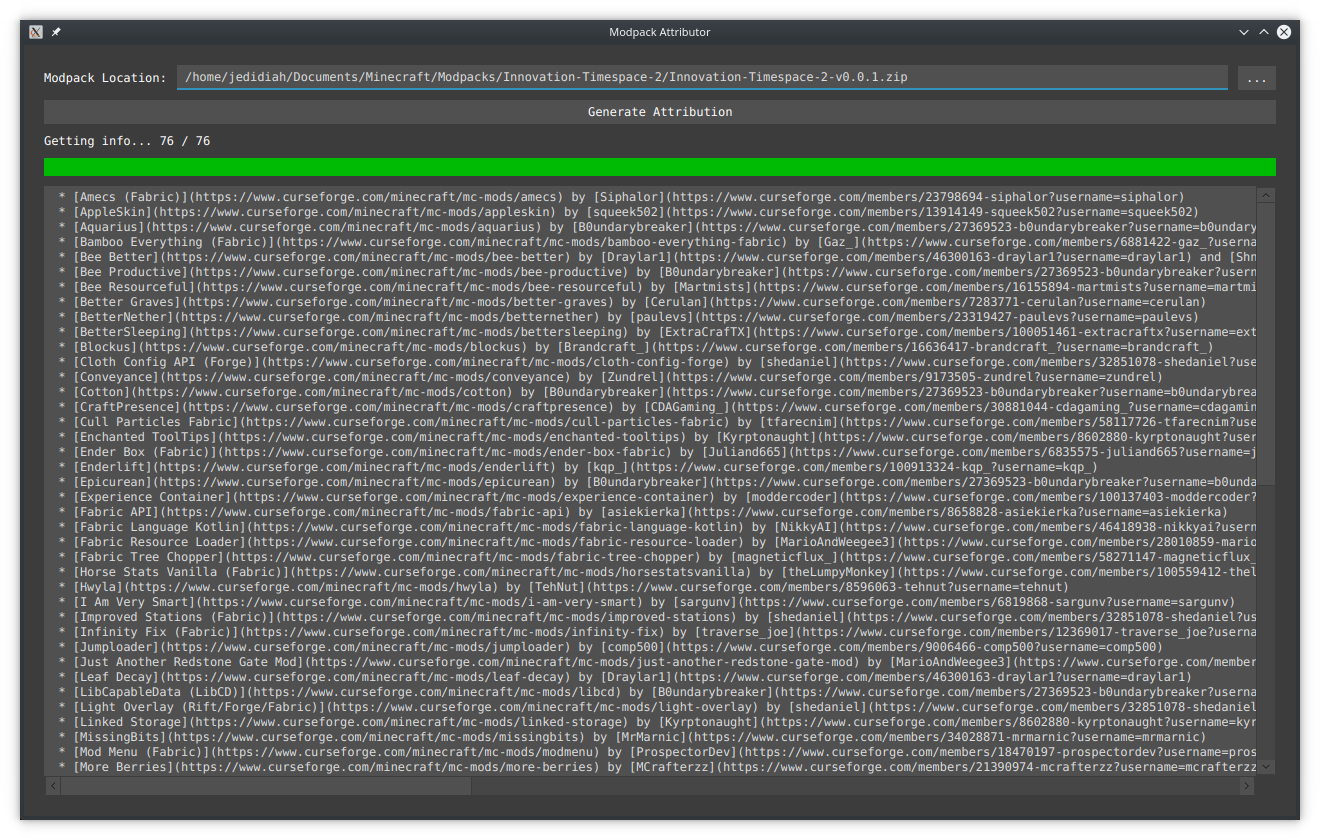 Modpack Attributor
Modpack Location: /home/jedidiah/Documents/Minecraft/Modpacks/Innovation-Timespace-2/Innovation-Timespace-2-v0.0.1.zip ...
Generate Attribution
Getting info... 76 / 76
* [Amecs (Fabric)](https://www.curseforge.com/minecraft/mc-mods/amecs) by [Siphalor](https://www.curseforge.com/members/23798694-siphalor?username=siphalor)
* [AppleSkin](https://www.curseforge.com/minecraft/mc-mods/appleskin) by [squeek502](https://www.curseforge.com/members/13914149-squeek502?username=squeek502)
* [Aquarius](https://www.curseforge.com/minecraft/mc-mods/aquarius) by [B0undarybreaker](https://www.curseforge.com/members/27369523-b0undarybreaker?username=b0undary
* [Bamboo Everything (Fabric)](https://www.curseforge.com/minecraft/mc-mods/bamboo-everything-fabric) by [Gaz_](https://www.curseforge.com/members/6881422-gaz_?userna
* [Bee Better](https://www.curseforge.com/minecraft/mc-mods/bee-better) by [Draylar1](https://www.curseforge.com/members/46300163-draylar1?username=draylar1) and [Shn
* [Bee Productive](https://www.curseforge.com/minecraft/mc-mods/bee-productive) by [B0undarybreaker](https://www.curseforge.com/members/27369523-b0undarybreaker?usern
* [Bee Resourceful](https://www.curseforge.com/minecraft/mc-mods/bee-resourceful) by [Martmists](https://www.curseforge.com/members/16155894-martmists?username=martmi
* [Better Graves](https://www.curseforge.com/minecraft/mc-mods/better-graves) by [Cerulan](https://www.curseforge.com/members/7283771-cerulan?username=cerulan)
* [BetterNether](https://www.curseforge.com/minecraft/mc-mods/betternether) by [paulevs](https://www.curseforge.com/members/23319427-paulevs?username=paulevs)
* [BetterSleeping](https://www.curseforge.com/minecraft/mc-mods/bettersleeping) by [ExtraCrafTX](https://www.curseforge.com/members/100051461-extracraftx?username=ext
* [Blockus](https://www.curseforge.com/minecraft/mc-mods/blockus) by [Brandcraft_](https://www.curseforge.com/members/16636417-brandcraft_?username=brandcraft_)
* [Cloth Config API (Forge)](https://www.curseforge.com/minecraft/mc-mods/cloth-config-forge) by [shedaniel](https://www.curseforge.com/members/32851078-shedaniel?use
* [Conveyance](https://www.curseforge.com/minecraft/mc-mods/conveyance) by [Zundrel](https://www.curseforge.com/members/9173505-zundrel?username=zundrel)
* [Cotton](https://www.curseforge.com/minecraft/mc-mods/cotton) by [B0undarybreaker](https://www.curseforge.com/members/27369523-b0undarybreaker?username=b0undarybrea
* [CraftPresence](https://www.curseforge.com/minecraft/mc-mods/craftpresence) by [CDAGaming_](https://www.curseforge.com/members/30881044-cdagaming_?username=cdagamin
* [Cull Particles Fabric](https://www.curseforge.com/minecraft/mc-mods/cull-particles-fabric) by [tfarecnim](https://www.curseforge.com/members/58117726-tfarecnim?use
* [Enchanted ToolTips](https://www.curseforge.com/minecraft/mc-mods/enchanted-tooltips) by [Kyrptonaught](https://www.curseforge.com/members/8602880-kyrptonaught?user
* [Ender Box (Fabric)](https://www.curseforge.com/minecraft/mc-mods/ender-box-fabric) by [Juliand665](https://www.curseforge.com/members/6835575-juliand665?username=j
* [Enderlift](https://www.curseforge.com/minecraft/mc-mods/enderlift) by [kqp_](https://www.curseforge.com/members/100913324-kqp_?username=kqp_)
* [Epicurean](https://www.curseforge.com/minecraft/mc-mods/epicurean) by [B0undarybreaker](https://www.curseforge.com/members/27369523-b0undarybreaker?username=b0unda
* [Experience Container](https://www.curseforge.com/minecraft/mc-mods/experience-container) by [moddercoder](https://www.curseforge.com/members/100137403-moddercoder?
* [Fabric API](https://www.curseforge.com/minecraft/mc-mods/fabric-api) by [asiekierka](https://www.curseforge.com/members/8658828-asiekierka?username=asiekierka)
* [Fabric Language Kotlin](https://www.curseforge.com/minecraft/mc-mods/fabric-language-kotlin) by [NikkyAI](https://www.curseforge.com/members/46418938-nikkyai?usern
* [Fabric Resource Loader](https://www.curseforge.com/minecraft/mc-mods/fabric-resource-loader) by [MarioAndWeegee3](https://www.curseforge.com/members/28010859-mario
* [Fabric Tree Chopper](https://www.curseforge.com/minecraft/mc-mods/fabric-tree-chopper) by [magneticflux_](https://www.curseforge.com/members/58271147-magneticflux_
* [Horse Stats Vanilla (Fabric)](https://www.curseforge.com/minecraft/mc-mods/horsestatsvanilla) by [theLumpyMonkey](https://www.curseforge.com/members/100559412-thel
* [Hwyla](https://www.curseforge.com/minecraft/mc-mods/hwyla) by [TehNut](https://www.curseforge.com/members/8596063-tehnut?username=tehnut)
* [I Am Very Smart](https://www.curseforge.com/minecraft/mc-mods/i-am-very-smart) by [sargunv](https://www.curseforge.com/members/6819868-sargunv?username=sargunv)
* [Improved Stations (Fabric)](https://www.curseforge.com/minecraft/mc-mods/improved-stations) by [shedaniel](https://www.curseforge.com/members/32851078-shedaniel?us
* [Infinity Fix (Fabric)](https://www.curseforge.com/minecraft/mc-mods/infinity-fix) by [traverse_joe](https://www.curseforge.com/members/12369017-traverse_joe?userna
* [Jumploader](https://www.curseforge.com/minecraft/mc-mods/jumploader) by [comp500](https://www.curseforge.com/members/9006466-comp500?username=comp500)
* [Just Another Redstone Gate Mod](https://www.curseforge.com/minecraft/mc-mods/just-another-redstone-gate-mod) by [MarioAndWeegee3](https://www.curseforge.com/member
* [Leaf Decay](https://www.curseforge.com/minecraft/mc-mods/leaf-decay) by [Draylar1](https://www.curseforge.com/members/46300163-draylar1?username=draylar1)
* [LibCapableData (LibCD)](https://www.curseforge.com/minecraft/mc-mods/libcd) by [B0undarybreaker](https://www.curseforge.com/members/27369523-b0undarybreaker?userna
* [Light Overlay (Rift/Forge/Fabric)](https://www.curseforge.com/minecraft/mc-mods/light-overlay) by [shedaniel](https://www.curseforge.com/members/32851078-shedaniel
* [Linked Storage](https://www.curseforge.com/minecraft/mc-mods/linked-storage) by [Kyrptonaught](https://www.curseforge.com/members/8602880-kyrptonaught?username=kyr
* [MissingBits](https://www.curseforge.com/minecraft/mc-mods/missingbits) by [MrMarnic](https://www.curseforge.com/members/34028871-mrmarnic?username=mrmarnic)
* [Mod Menu (Fabric)](https://www.curseforge.com/minecraft/mc-mods/modmenu) by [ProspectorDev](https://www.curseforge.com/members/18470197-prospectordev?username=pros
* [More Berries](https://www.curseforge.com/minecraft/mc-mods/more-berries) by [MCrafterzz](https://www.curseforge.com/members/21390974-mcrafterzz?username=mcrafterzz